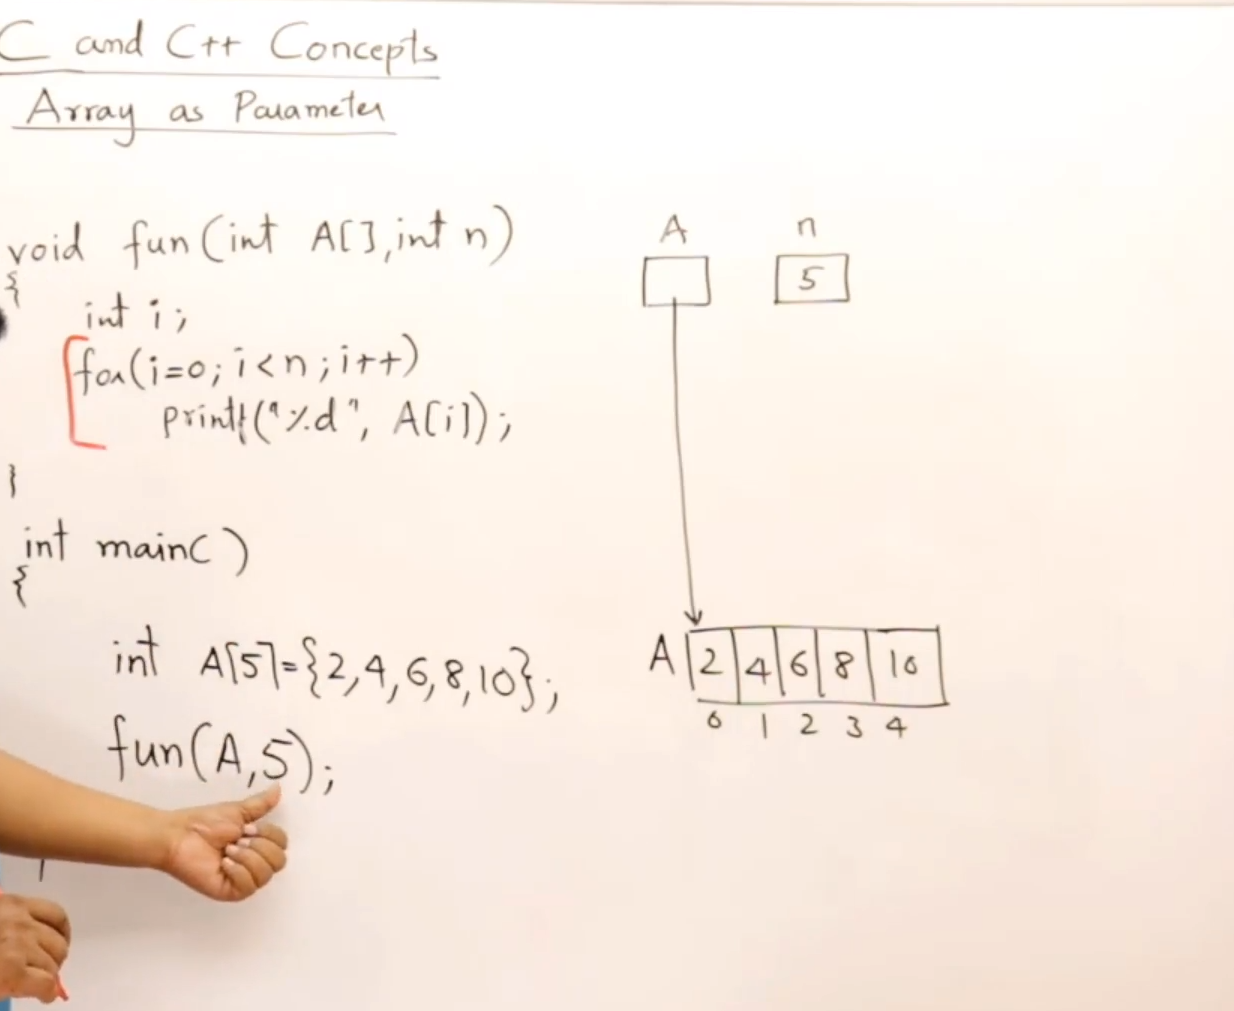 C and C++ Concepts
Array as Parameter
void fun(int A[],int n)
{
int i;
for(i=0;i<n;i++)
printf("%d", A[i]);
}
int main()
{
int A[5]={2,4,6,8,10};
fun(A,5);
A n
5
A 2 4 6 8 10
0 1 2 3 4